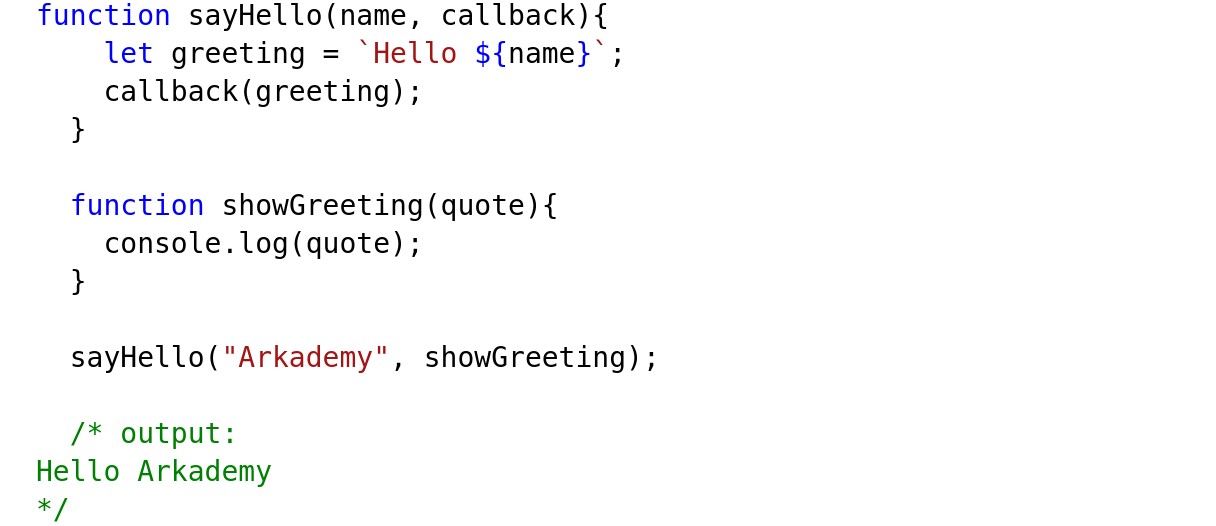 function sayHello(name, callback){
    let greeting = `Hello ${name}`;
    callback(greeting);
  }

  function showGreeting(quote){
    console.log(quote);
  }

  sayHello("Arkademy", showGreeting);

  /* output:
Hello Arkademy
*/